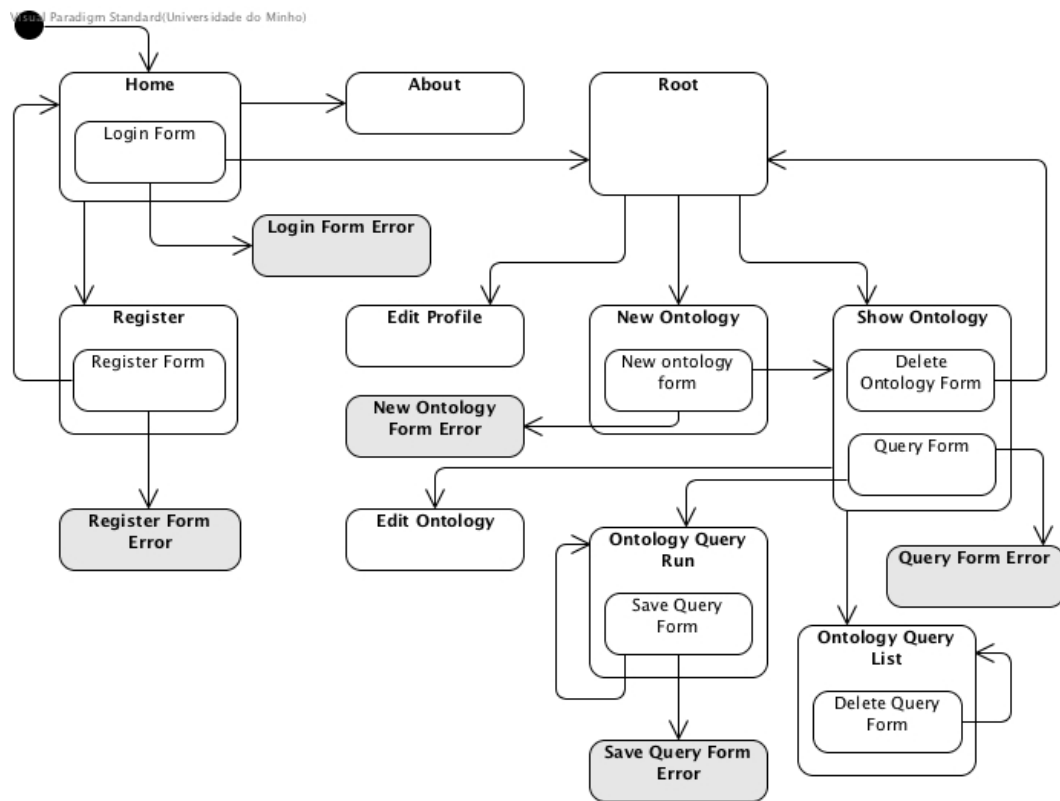 Visual Paradigm Standard(Universidade do Minho)
Home
About
Root
Login Form
Login Form Error
Register
Edit Profile
New Ontology
Show Ontology
Register Form
New ontology
form
Delete
Ontology Form
New Ontology
Form Error
Query Form
Register Form
Error
Edit Ontology
Ontology Query
Run
Query Form Error
Save Query
Form
Ontology Query
List
Delete Query
Form
Save Query Form
Error